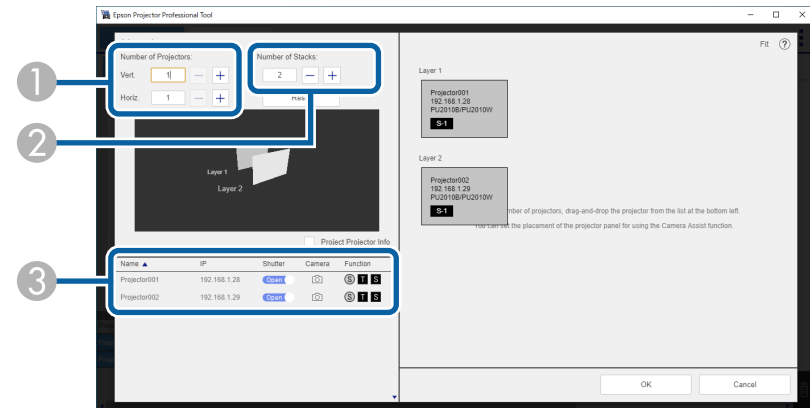 Epson Projector Professional Tool
Fit ?
Number of Projectors:
Number of Stacks:
Vert. 1 − +
2 − +
Horiz. 1 − +
1
2
3
Layer 1
Layer 2
Project Projector Info
Name ▲ IP Shutter Camera Function
Projector001 192.168.1.28 Open S T S
Projector002 192.168.1.29 Open S T S
Layer 1
Projector001
192.168.1.28
PU2010B/PU2010W
S-1
Layer 2
Projector002
192.168.1.29
PU2010B/PU2010W
S-1
of projectors, drag-and-drop the projector from the list at the bottom left.
the placement of the projector panel for using the Camera Assist function.
OK Cancel